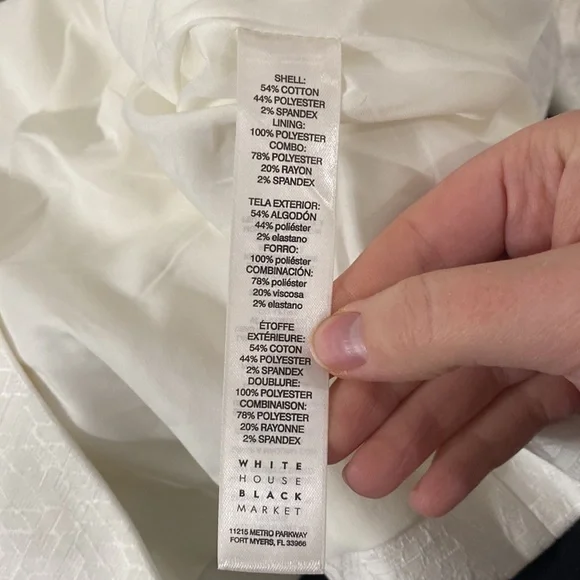 SHELL:
54% COTTON
44% POLYESTER
2% SPANDEX
LINING:
100% POLYESTER
COMBO:
78% POLYESTER
20% RAYON
2% SPANDEX
TELA EXTERIOR:
54% ALGODÓN
44% poliéster
2% elastano
FORRO:
100% poliéster
COMBINACIÓN:
78% poliéster
20% viscosa
2% elastano
ÉTOFFE
EXTÉRIEURE:
54% COTON
44% POLYESTER
2% SPANDEX
DOUBLURE:
100% POLYESTER
COMBINAISON:
78% POLYESTER
20% RAYONNE
2% SPANDEX
WHITE
HOUSE
BLACK
MARKET
11215 METRO PARKWAY
FORT MYERS, FL 33966